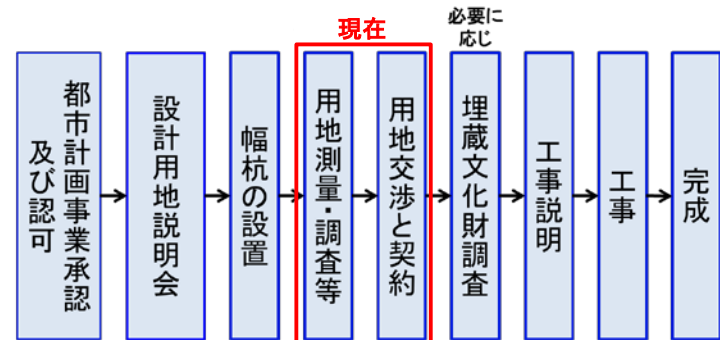 現在
必要に
応じ
都市計画事業承認
及び認可
設計用地説明会
幅杭の設置
用地測量・調査等
用地交渉と契約
埋蔵文化財調査
工事説明
工事
完成